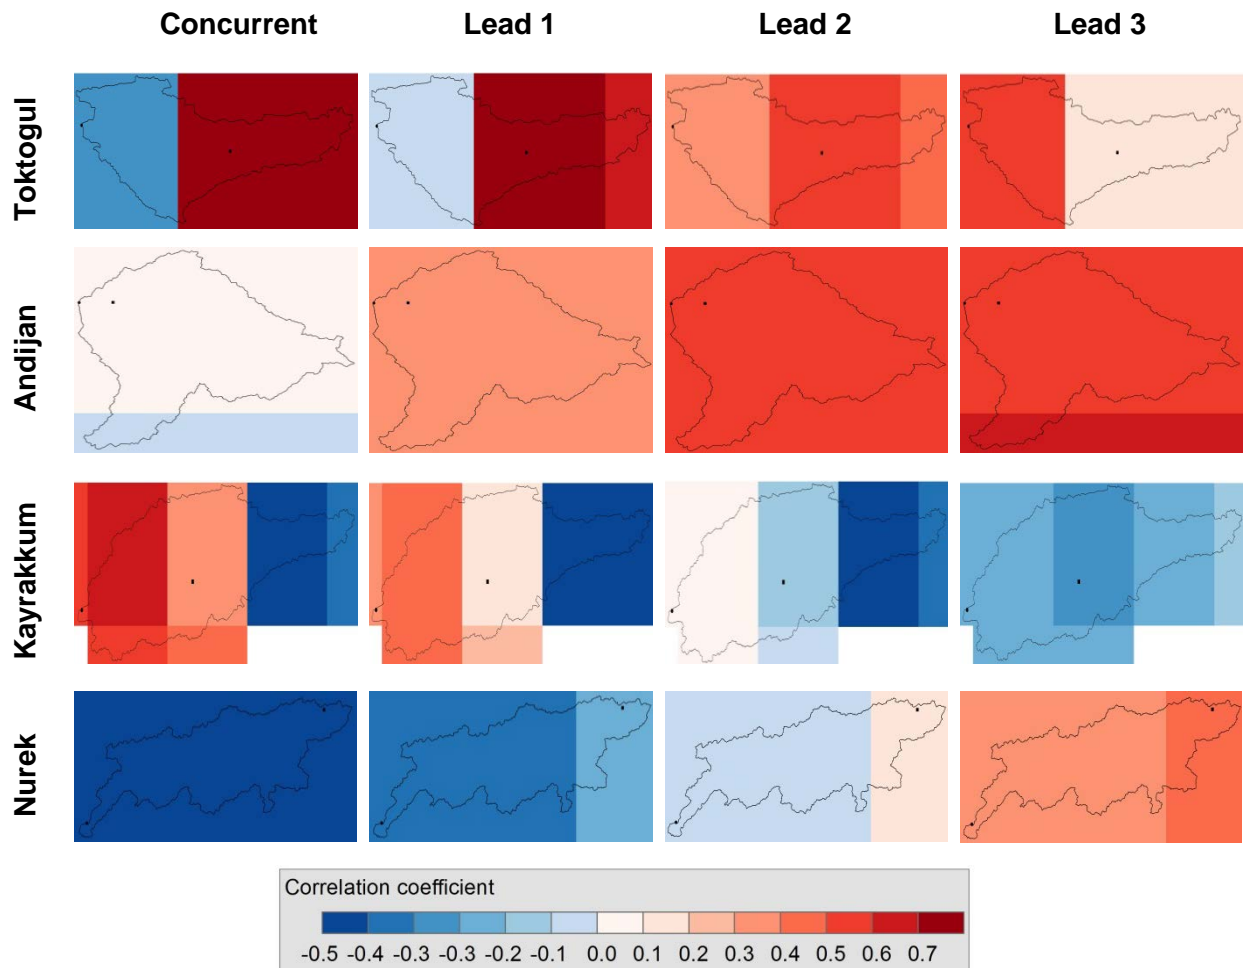 Concurrent Lead 1 Lead 2 Lead 3
Toktogul
Andijan
Kayrakkum
Nurek
Correlation coefficient
-0.5 -0.4 -0.3 -0.3 -0.2 -0.1 0.0 0.1 0.2 0.3 0.4 0.6 0.7